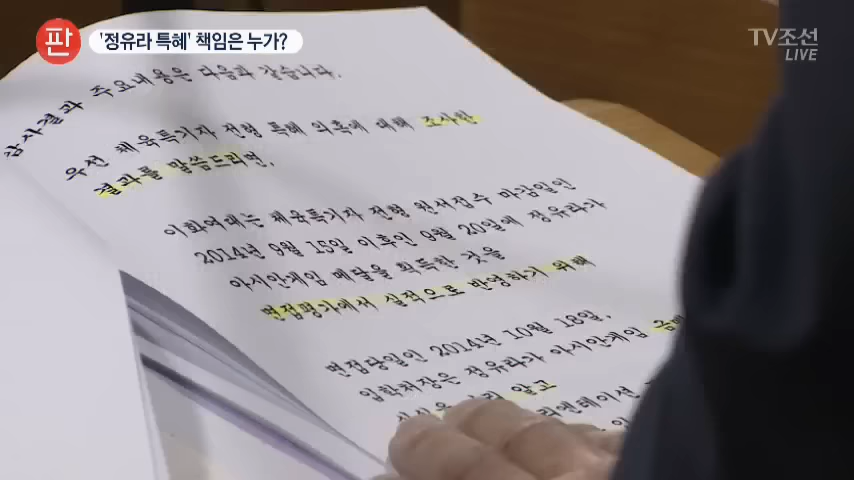 판 '정유라 특혜' 책임은 누가?
TV조선
LIVE
감사결과 주요내용은 다음과 같습니다.
우선 체육특기자 전형 특혜 의혹에 대해 조사한
결과를 말씀드리면,
이화여대는 체육특기자 전형 원서접수 마감일인
2014년 9월 15일 이후인 9월 20일에 정유라가
아시안게임 메달을 획득한 것을
면접평가에서 실적으로 반영하기 위해
면접당일인 2014년 10월 18일,
입학처장은 정유라가 아시안게임
알고